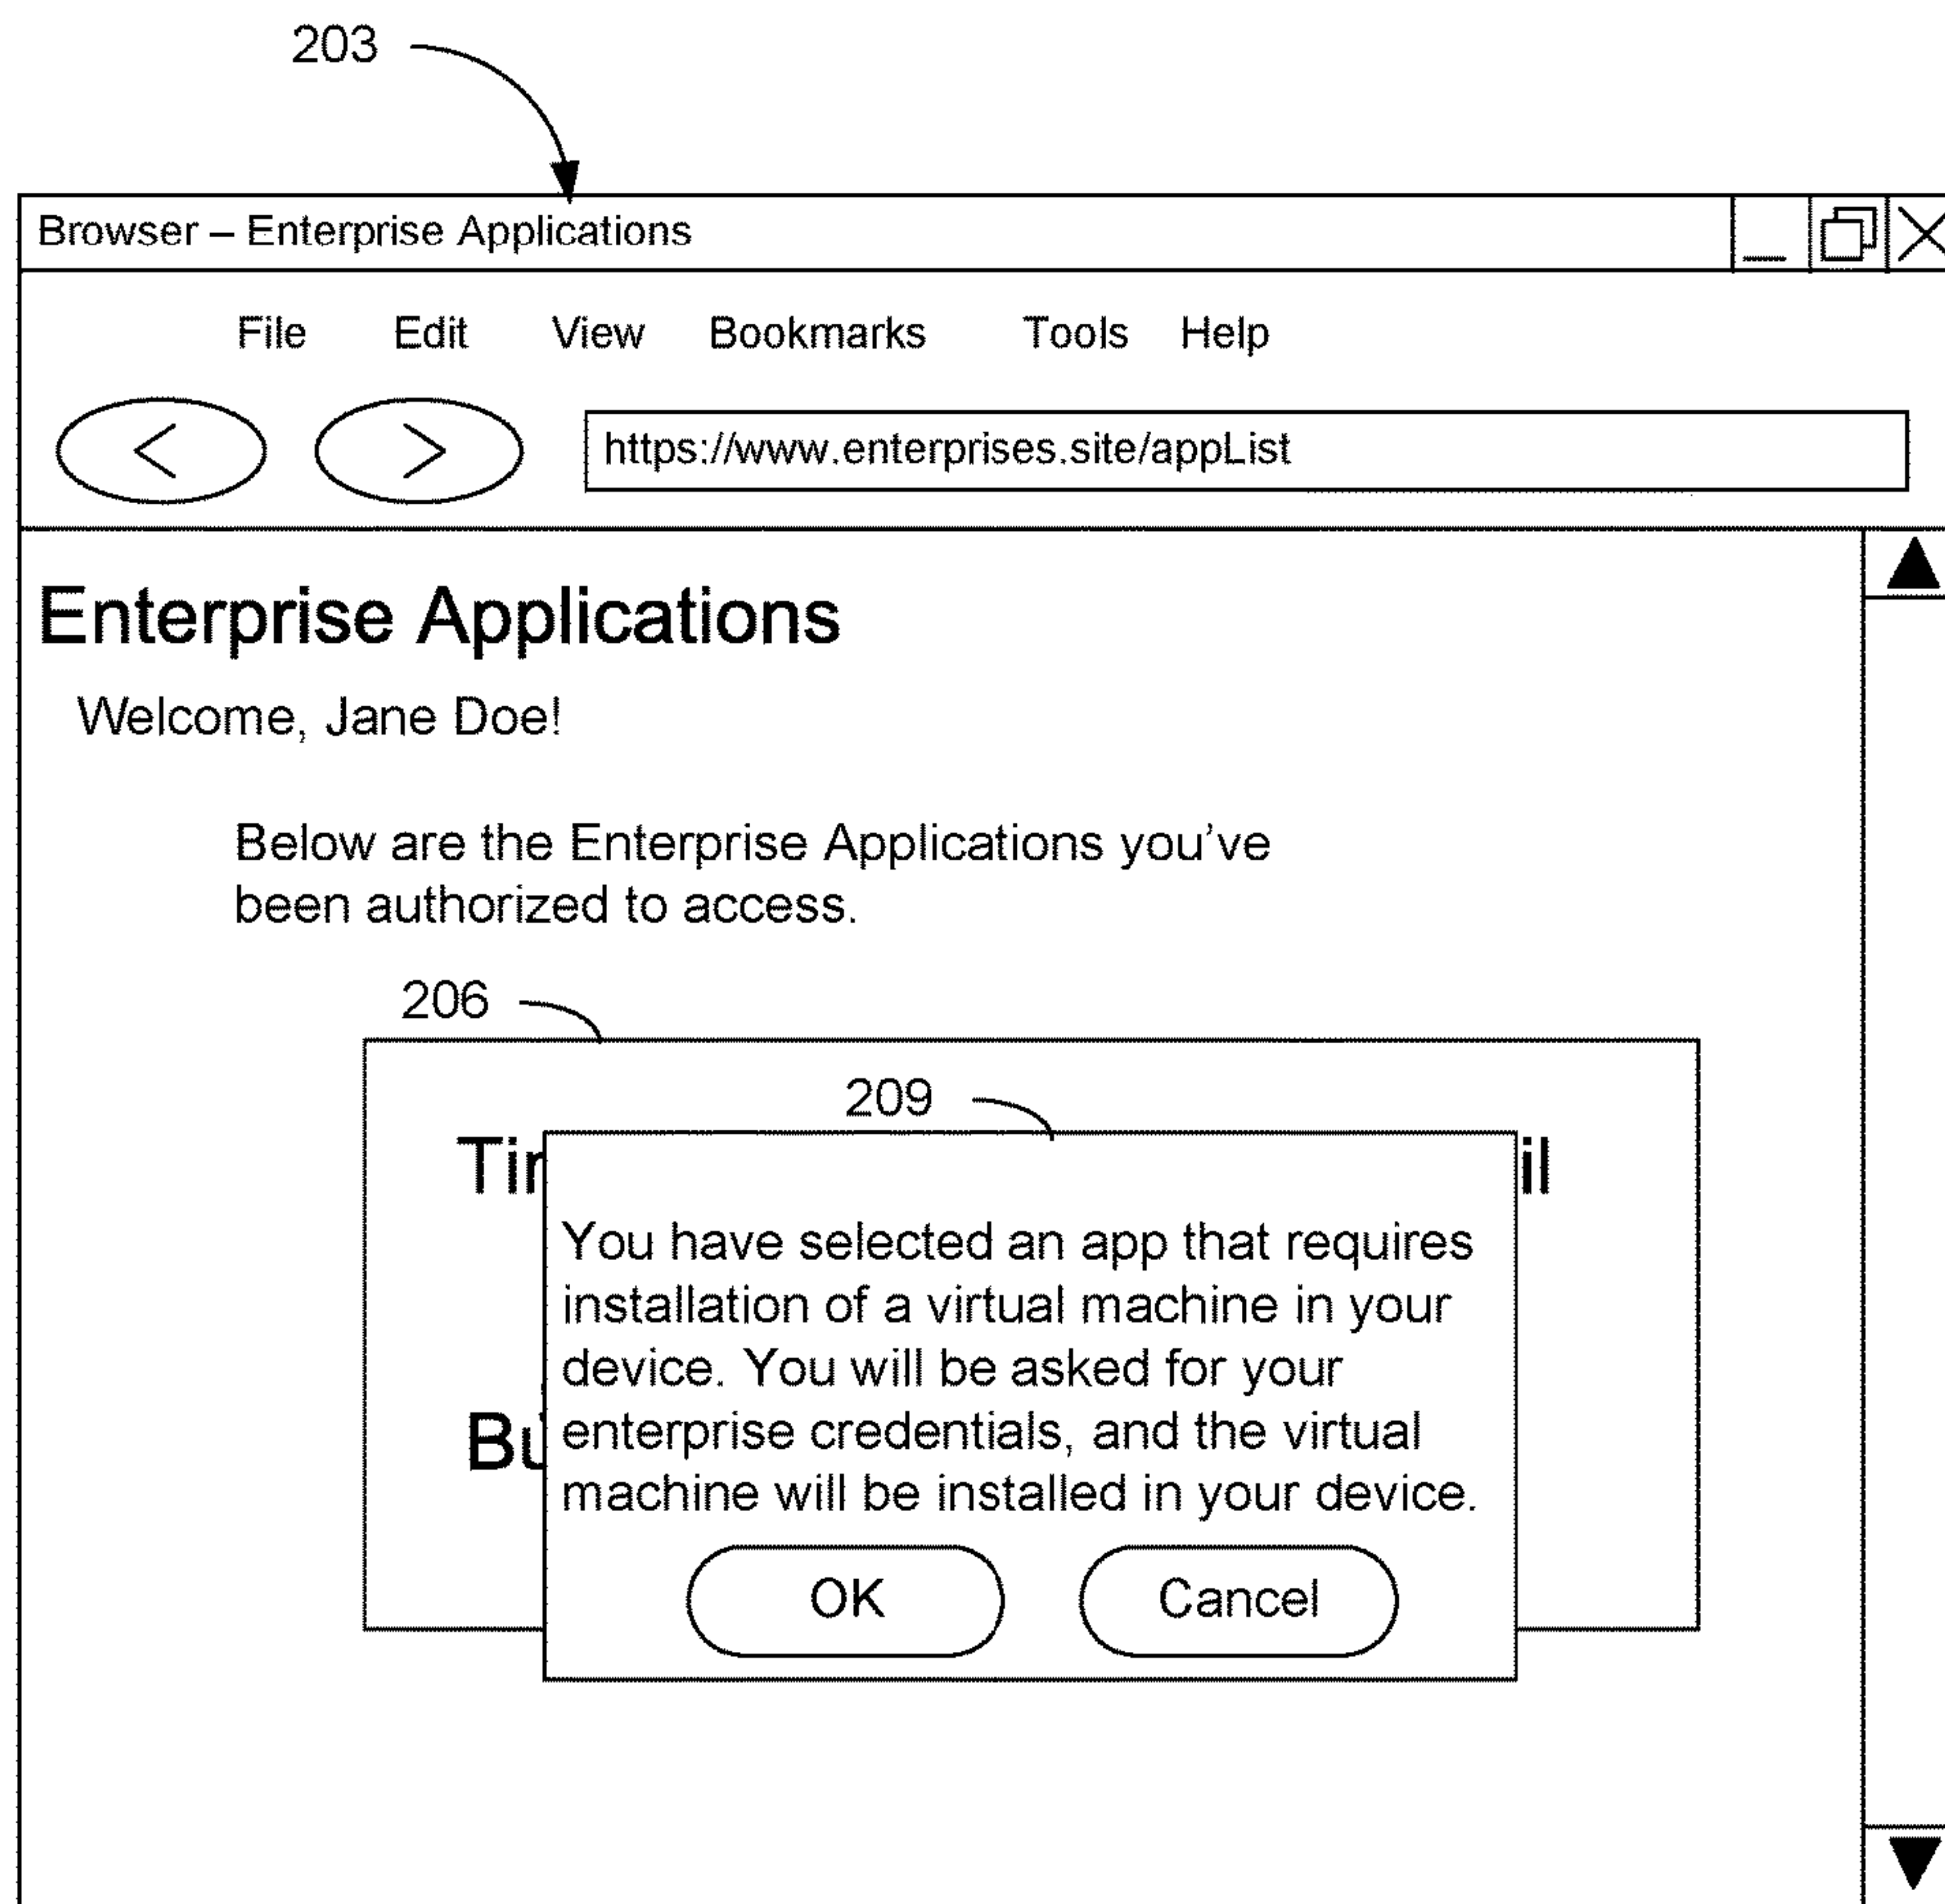 203
Browser – Enterprise Applications
File Edit View Bookmarks Tools Help
< > https://www.enterprises.site/appList
Enterprise Applications
Welcome, Jane Doe!
Below are the Enterprise Applications you've
been authorized to access.
206
209
You have selected an app that requires
installation of a virtual machine in your
device. You will be asked for your
enterprise credentials, and the virtual
machine will be installed in your device.
OK Cancel